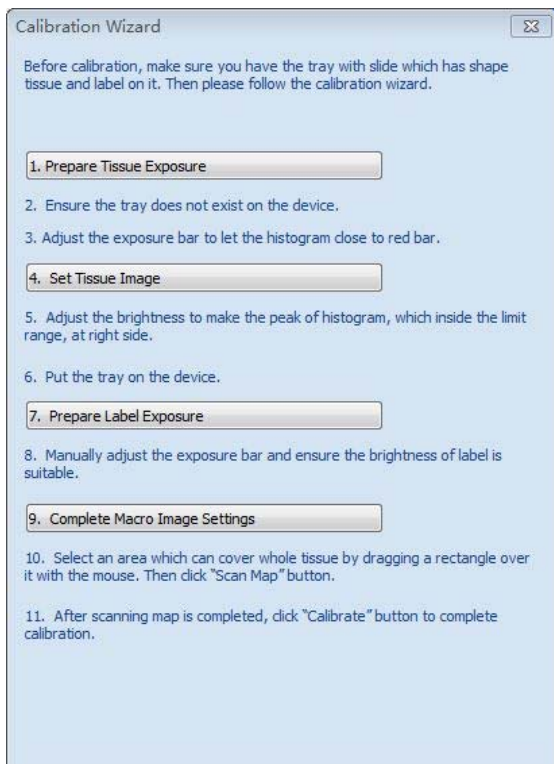 Calibration Wizard
Before calibration, make sure you have the tray with slide which has shape
tissue and label on it. Then please follow the calibration wizard.
1. Prepare Tissue Exposure
2. Ensure the tray does not exist on the device.
3. Adjust the exposure bar to let the histogram close to red bar.
4. Set Tissue Image
5. Adjust the brightness to make the peak of histogram, which inside the limit
range, at right side.
6. Put the tray on the device.
7. Prepare Label Exposure
8. Manually adjust the exposure bar and ensure the brightness of label is
suitable.
9. Complete Macro Image Settings
10. Select an area which can cover whole tissue by dragging a rectangle over
it with the mouse. Then click “Scan Map” button.
11. After scanning map is completed, click “Calibrate” button to complete
calibration.